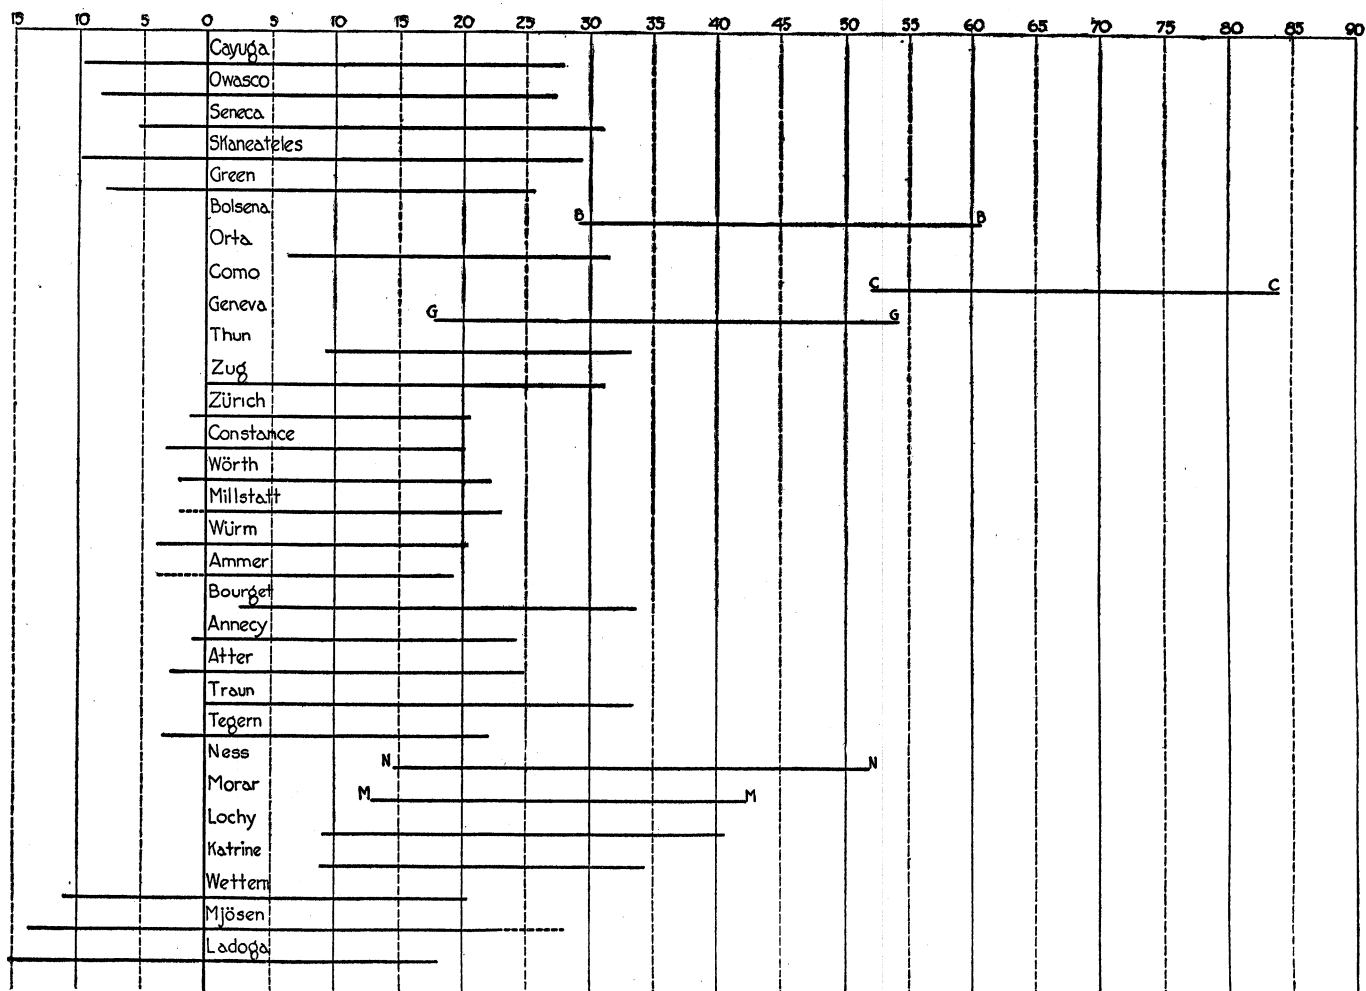 15 10 5 0 5 10 15 20 25 30 35 40 45 50 55 60 65 70 75 80 85 90
Cayuga
Owasco
Seneca
Skaneateles
Green
Bolsena
B B
Orta
Como
C C
Geneva
G G
Thun
Zug
Zürich
Constance
Wörth
Millstatt
Würm
Ammer
Bourget
Annecy
Atter
Traun
Tegern
Ness
N N
Morar
M M
Lochy
Katrine
Wettern
Mjösen
Ladoga